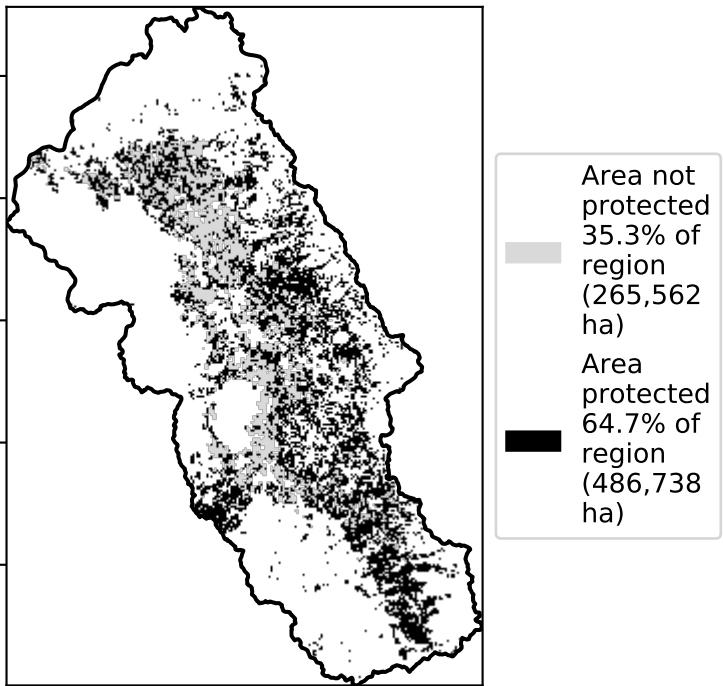 Area not
protected
35.3% of
region
(265,562
ha)
Area
protected
64.7% of
region
(486,738
ha)